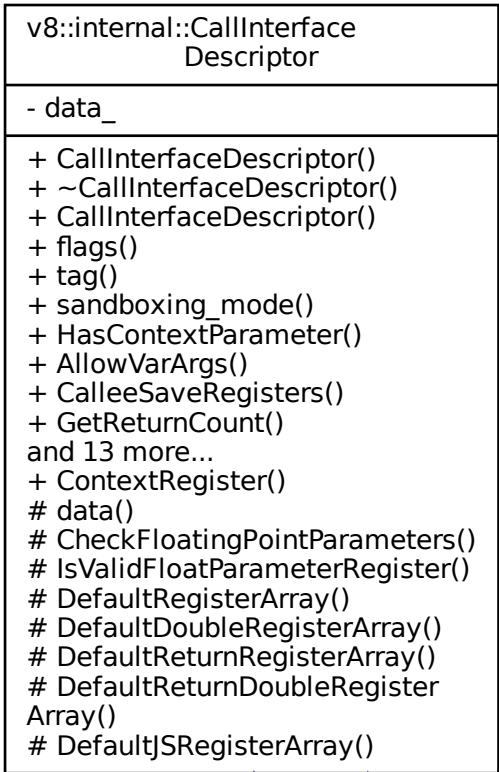 v8::internal::CallInterface
Descriptor
- data_
+ CallInterfaceDescriptor()
+ ~CallInterfaceDescriptor()
+ CallInterfaceDescriptor()
+ flags()
+ tag()
+ sandboxing_mode()
+ HasContextParameter()
+ AllowVarArgs()
+ CalleeSaveRegisters()
+ GetReturnCount()
and 13 more...
+ ContextRegister()
# data()
# CheckFloatingPointParameters()
# IsValidFloatParameterRegister()
# DefaultRegisterArray()
# DefaultDoubleRegisterArray()
# DefaultReturnRegisterArray()
# DefaultReturnDoubleRegister
Array()
# DefaultJSRegisterArray()